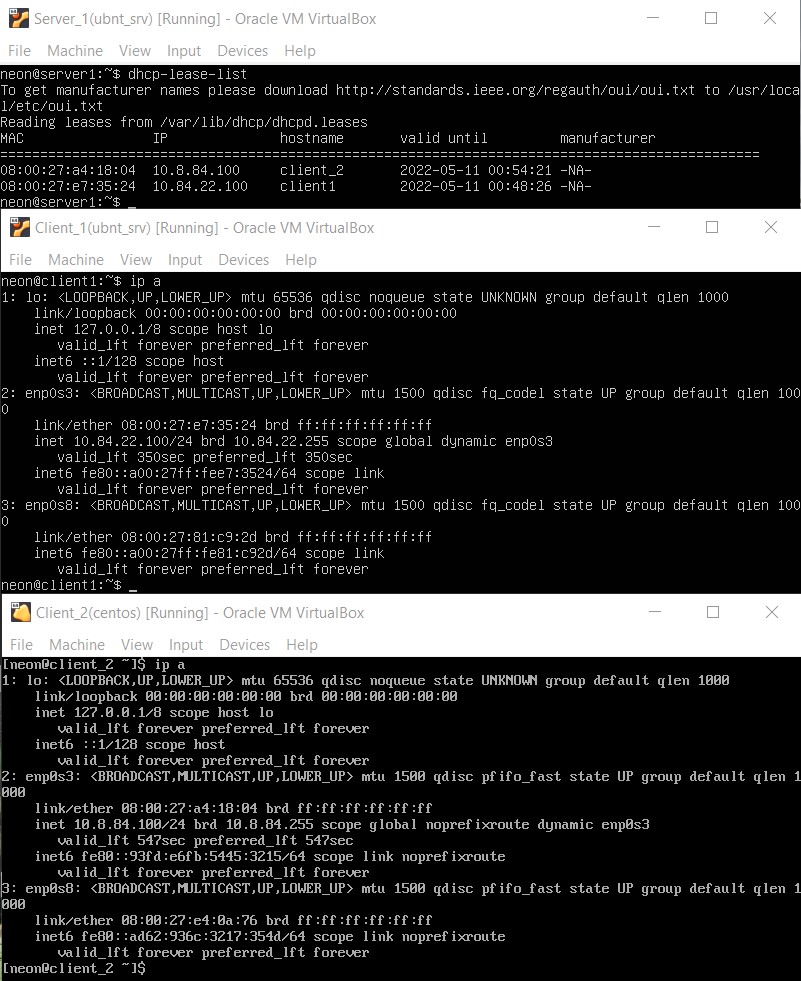 Server_1(ubnt_srv) [Running] - Oracle VM VirtualBox
File Machine View Input Devices Help
neon@server1:~$ dhcp-lease-list
To get manufacturer names please download http://standards.ieee.org/regauth/oui/oui.txt to /usr/loca
l/etc/oui.txt
Reading leases from /var/lib/dhcp/dhcpd.leases
MAC                IP              hostname       valid until         manufacturer
===============================================================================================
08:00:27:a4:18:04  10.8.84.100     client_2       2022-05-11 00:54:21 -NA-
08:00:27:e7:35:24  10.84.22.100    client1        2022-05-11 00:48:26 -NA-
neon@server1:~$ _
Client_1(ubnt_srv) [Running] - Oracle VM VirtualBox
File Machine View Input Devices Help
neon@client1:~$ ip a
1: lo: <LOOPBACK,UP,LOWER_UP> mtu 65536 qdisc noqueue state UNKNOWN group default qlen 1000
    link/loopback 00:00:00:00:00:00 brd 00:00:00:00:00:00
    inet 127.0.0.1/8 scope host lo
       valid_lft forever preferred_lft forever
    inet6 ::1/128 scope host
       valid_lft forever preferred_lft forever
2: enp0s3: <BROADCAST,MULTICAST,UP,LOWER_UP> mtu 1500 qdisc fq_codel state UP group default qlen 100
0
    link/ether 08:00:27:e7:35:24 brd ff:ff:ff:ff:ff:ff
    inet 10.84.22.100/24 brd 10.84.22.255 scope global dynamic enp0s3
       valid_lft 350sec preferred_lft 350sec
    inet6 fe80::a00:27ff:fee7:3524/64 scope link
       valid_lft forever preferred_lft forever
3: enp0s8: <BROADCAST,MULTICAST,UP,LOWER_UP> mtu 1500 qdisc fq_codel state UP group default qlen 100
0
    link/ether 08:00:27:81:c9:2d brd ff:ff:ff:ff:ff:ff
    inet6 fe80::a00:27ff:fe81:c92d/64 scope link
       valid_lft forever preferred_lft forever
neon@client1:~$ _
Client_2(centos) [Running] - Oracle VM VirtualBox
File Machine View Input Devices Help
[neon@client_2 ~]$ ip a
1: lo: <LOOPBACK,UP,LOWER_UP> mtu 65536 qdisc noqueue state UNKNOWN group default qlen 1000
    link/loopback 00:00:00:00:00:00 brd 00:00:00:00:00:00
    inet 127.0.0.1/8 scope host lo
       valid_lft forever preferred_lft forever
    inet6 ::1/128 scope host
       valid_lft forever preferred_lft forever
2: enp0s3: <BROADCAST,MULTICAST,UP,LOWER_UP> mtu 1500 qdisc pfifo_fast state UP group default qlen 1
000
    link/ether 08:00:27:a4:18:04 brd ff:ff:ff:ff:ff:ff
    inet 10.8.84.100/24 brd 10.8.84.255 scope global noprefixroute dynamic enp0s3
       valid_lft 547sec preferred_lft 547sec
    inet6 fe80::93fd:e6fb:5445:3215/64 scope link noprefixroute
       valid_lft forever preferred_lft forever
3: enp0s8: <BROADCAST,MULTICAST,UP,LOWER_UP> mtu 1500 qdisc pfifo_fast state UP group default qlen 1
000
    link/ether 08:00:27:e4:0a:76 brd ff:ff:ff:ff:ff:ff
    inet6 fe80::ad62:936c:3217:354d/64 scope link noprefixroute
       valid_lft forever preferred_lft forever
[neon@client_2 ~]$